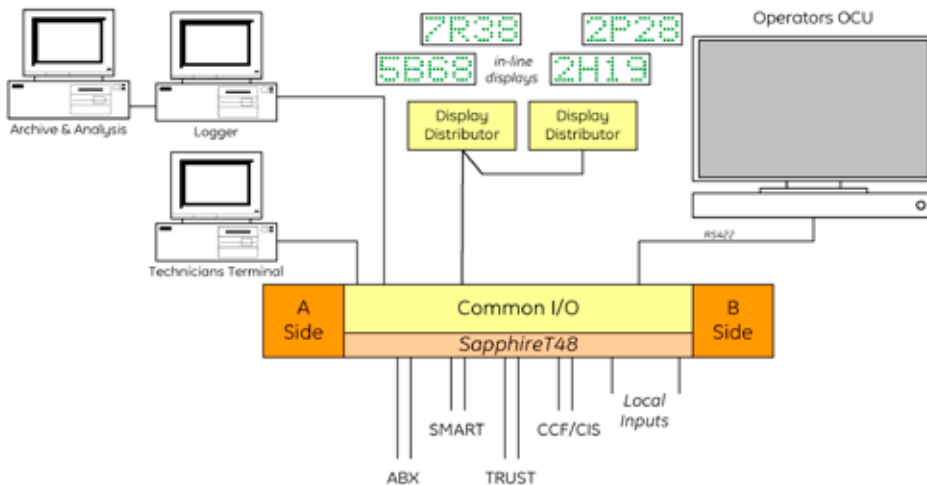 7R38
2P28
Operators OCU
5B68
in-line
displays
2H19
Archive & Analysis
Logger
Display
Distributor
Display
Distributor
RS422
Technicians Terminal
A
Side
Common I/O
B
Side
SapphireT48
SMART
CCF/CIS
Local
Inputs
ABX
TRUST